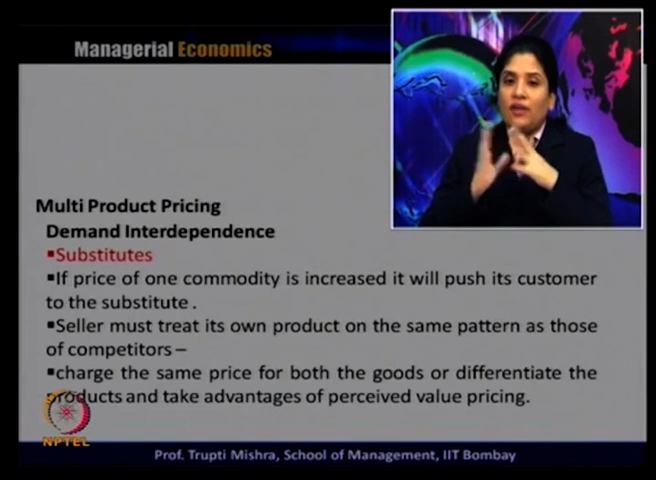 Managerial Economics
Multi Product Pricing
Demand Interdependence
▪Substitutes
▪If price of one commodity is increased it will push its customer
to the substitute .
▪Seller must treat its own product on the same pattern as those
of competitors –
▪charge the same price for both the goods or differentiate the
products and take advantages of perceived value pricing.
NPTEL
Prof. Trupti Mishra, School of Management, IIT Bombay